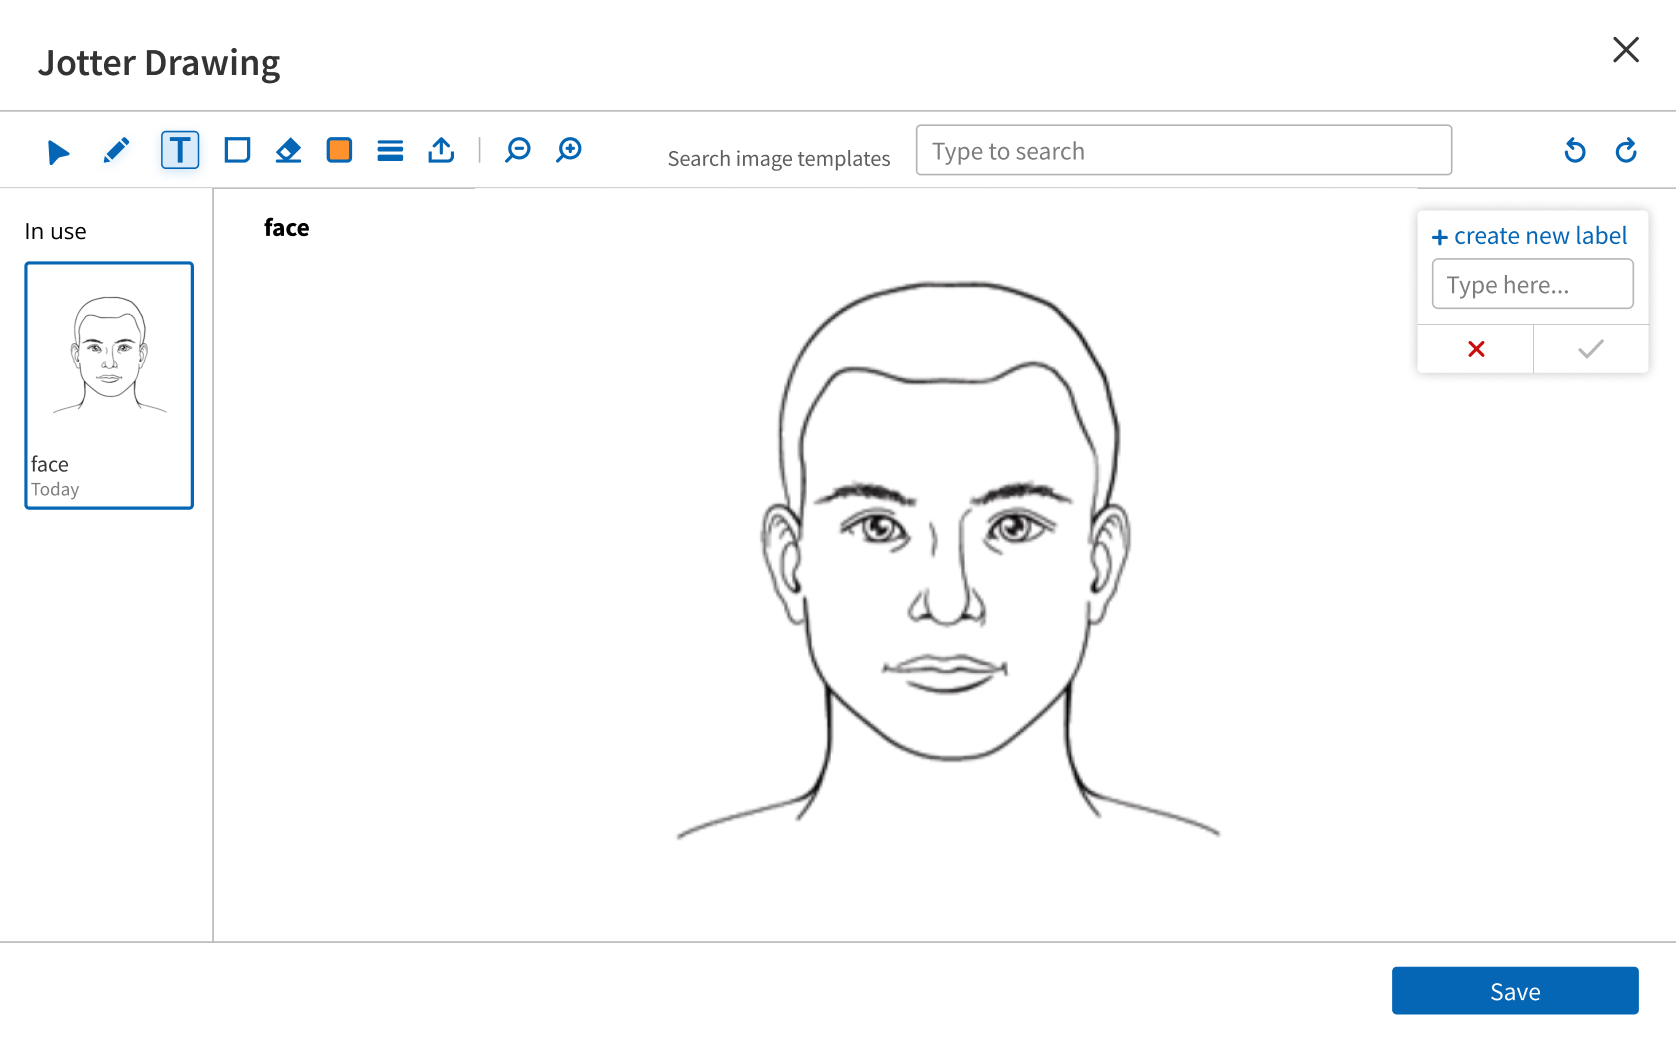 Jotter Drawing
T
Search image templates
Type to search
In use
face
Today
face
+ create new label
Type here...
Save